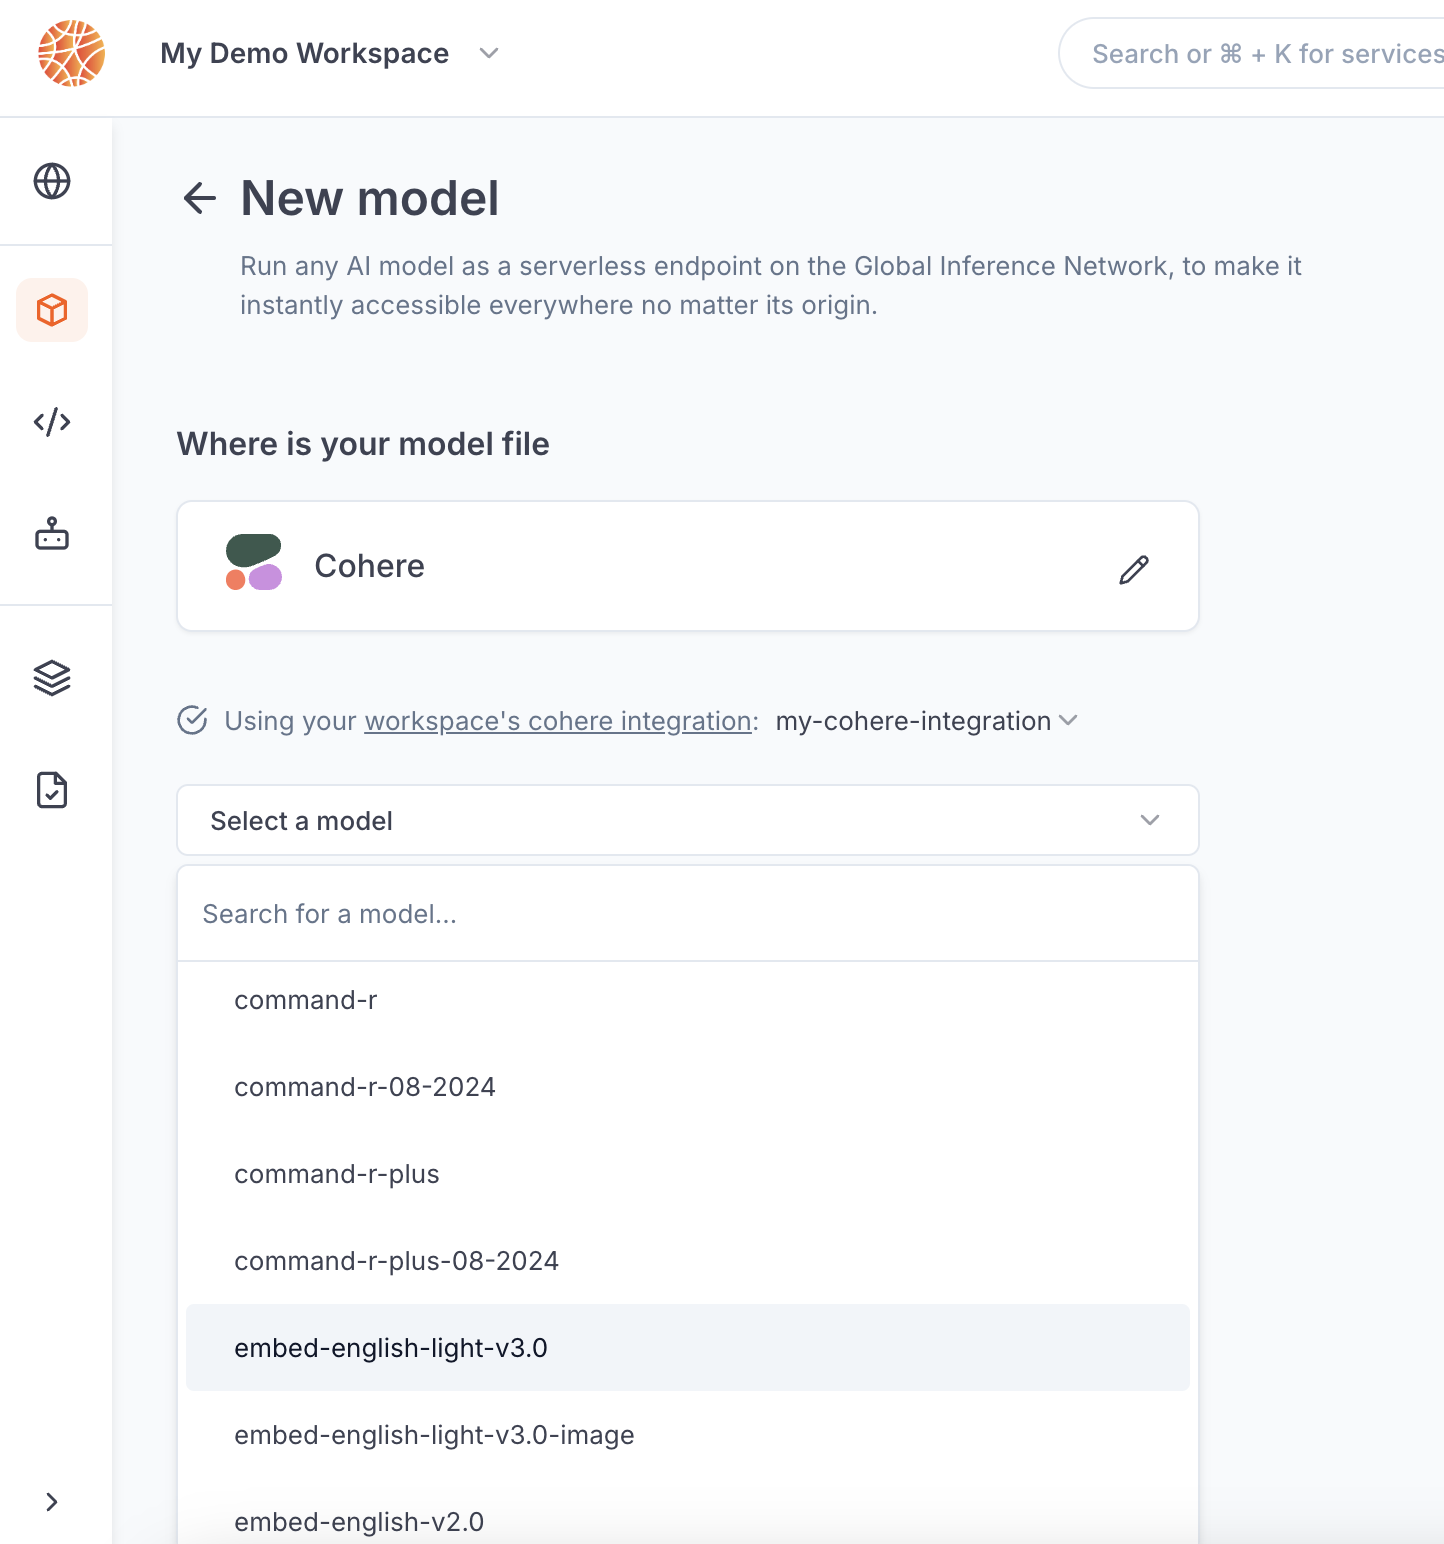 My Demo Workspace
Search or ⌘ + K for services
New model
Run any AI model as a serverless endpoint on the Global Inference Network, to make it
instantly accessible everywhere no matter its origin.
Where is your model file
Cohere
Using your workspace's cohere integration: my-cohere-integration
Select a model
Search for a model...
command-r
command-r-08-2024
command-r-plus
command-r-plus-08-2024
embed-english-light-v3.0
embed-english-light-v3.0-image
embed-english-v2.0